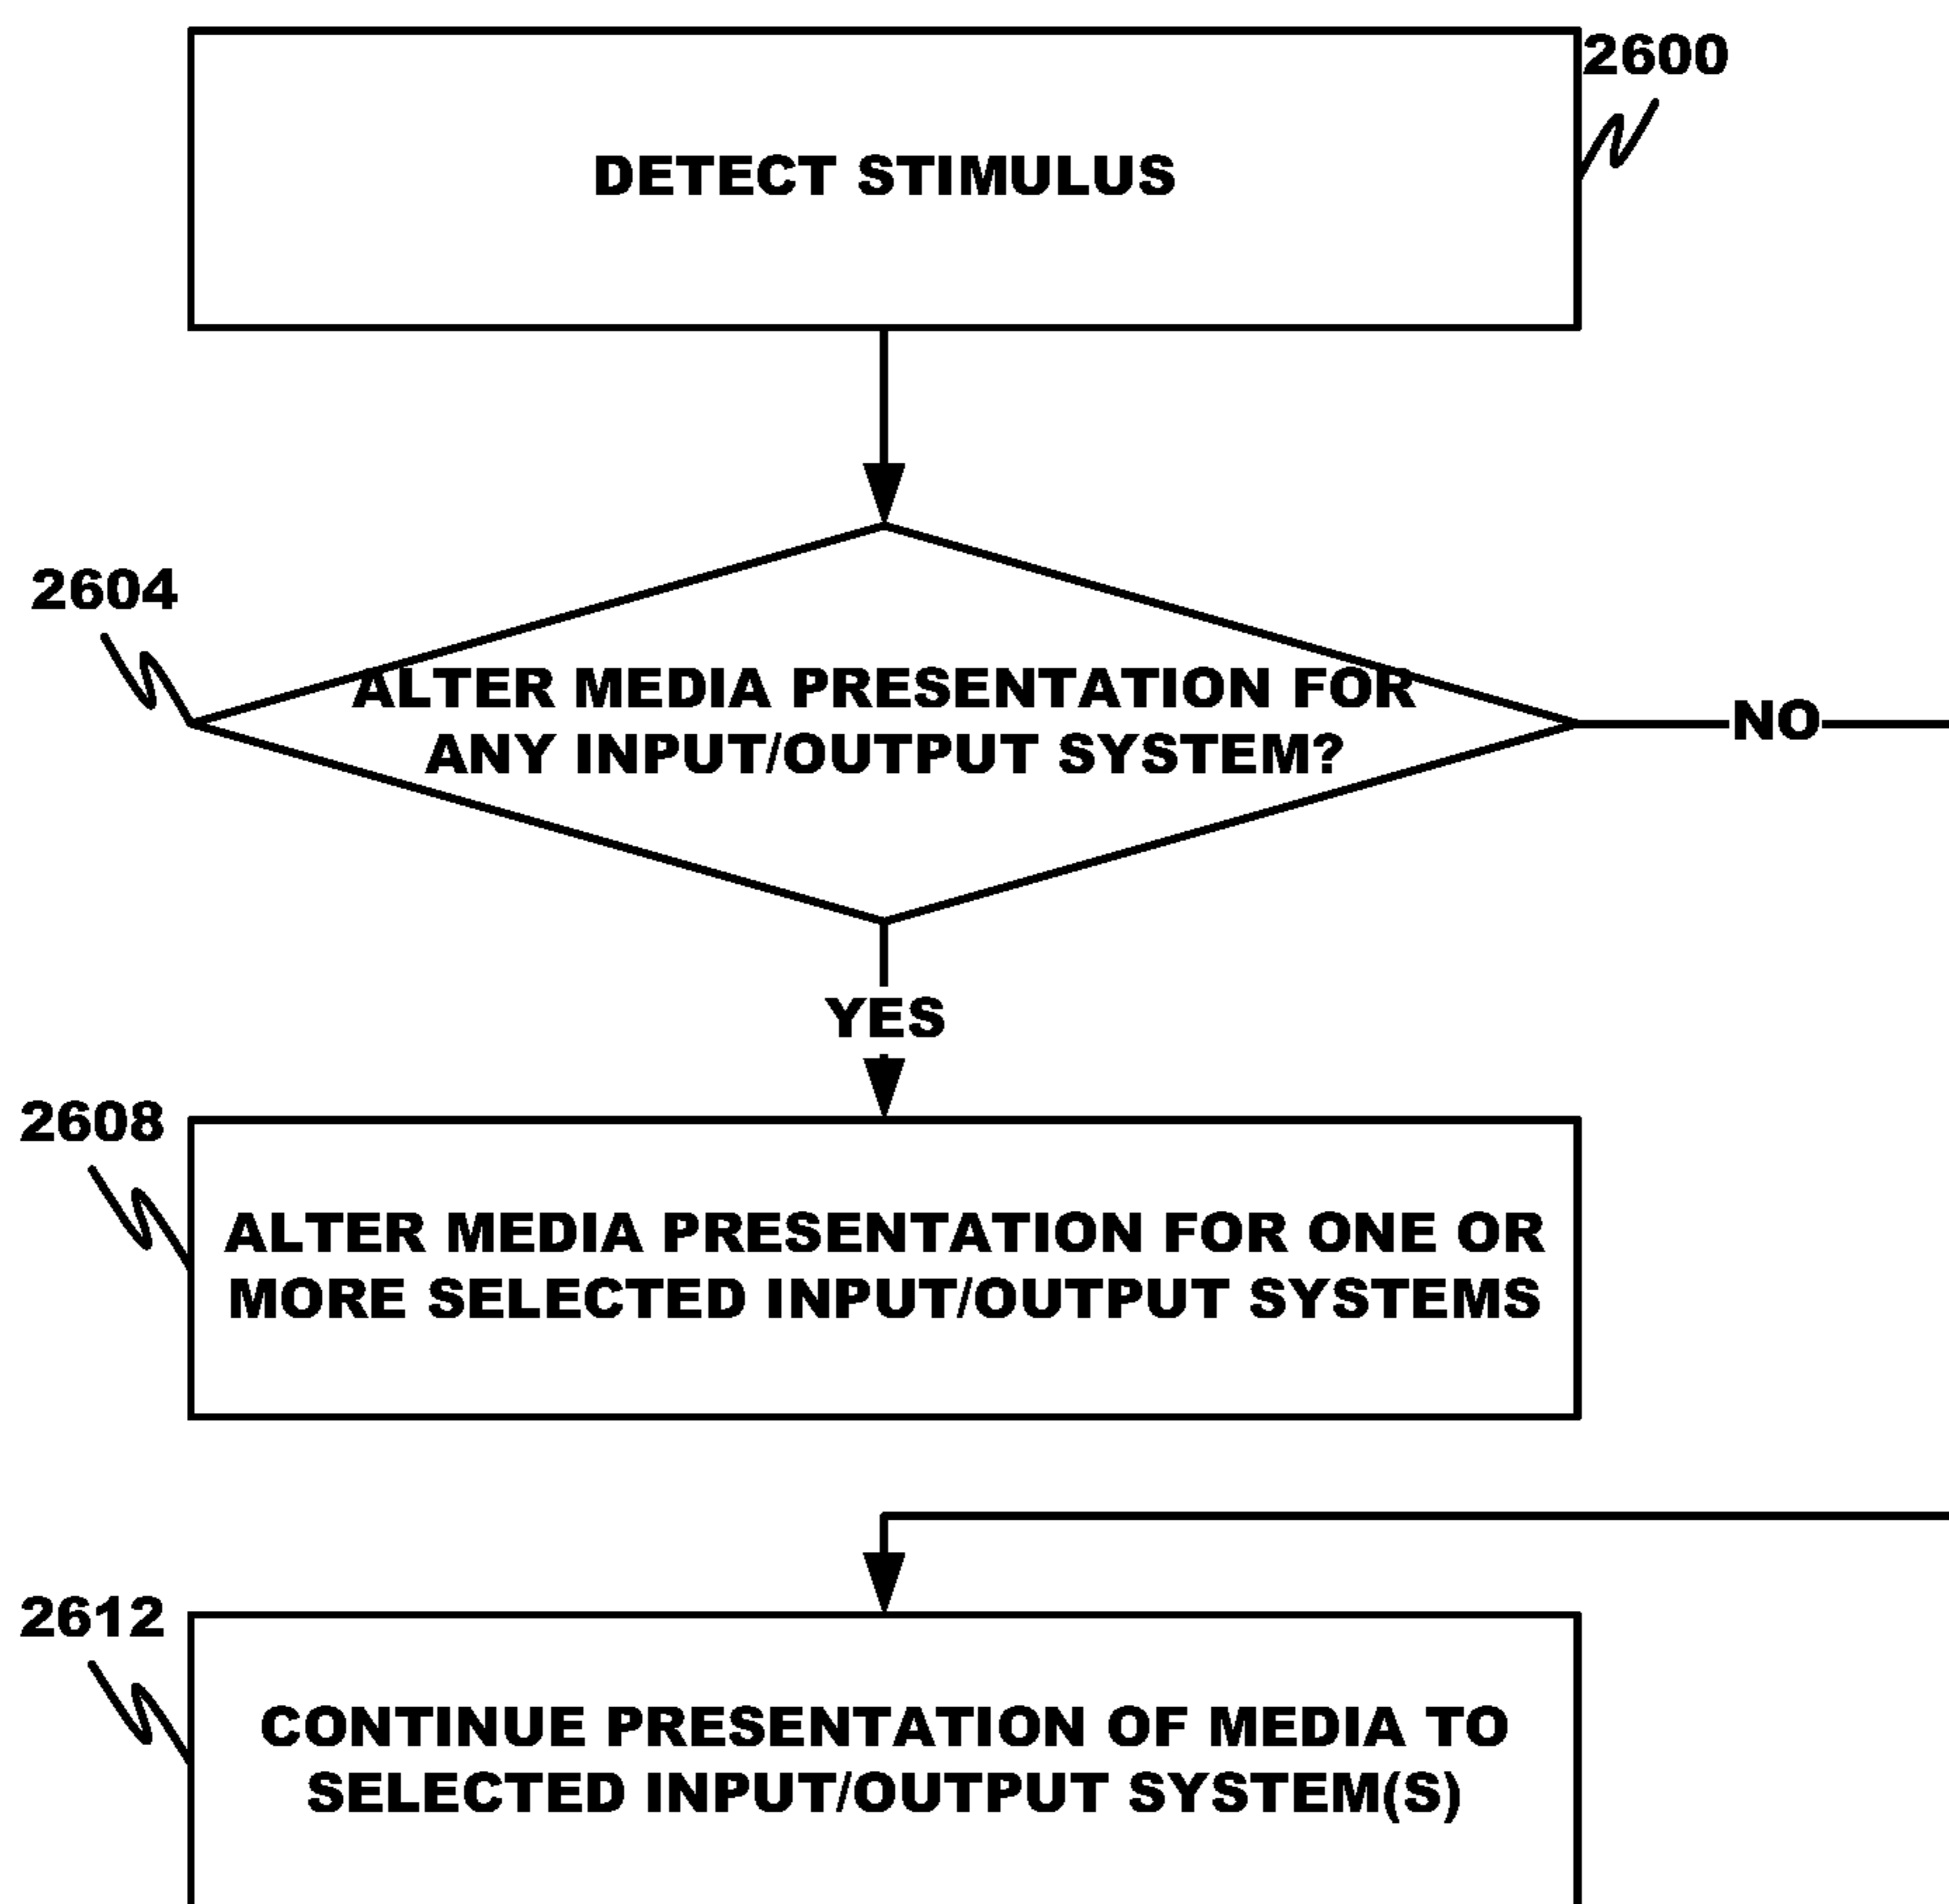 2600
DETECT STIMULUS
2604
ALTER MEDIA PRESENTATION FOR
ANY INPUT/OUTPUT SYSTEM?
NO
YES
2608
ALTER MEDIA PRESENTATION FOR ONE OR
MORE SELECTED INPUT/OUTPUT SYSTEMS
2612
CONTINUE PRESENTATION OF MEDIA TO
SELECTED INPUT/OUTPUT SYSTEM(S)